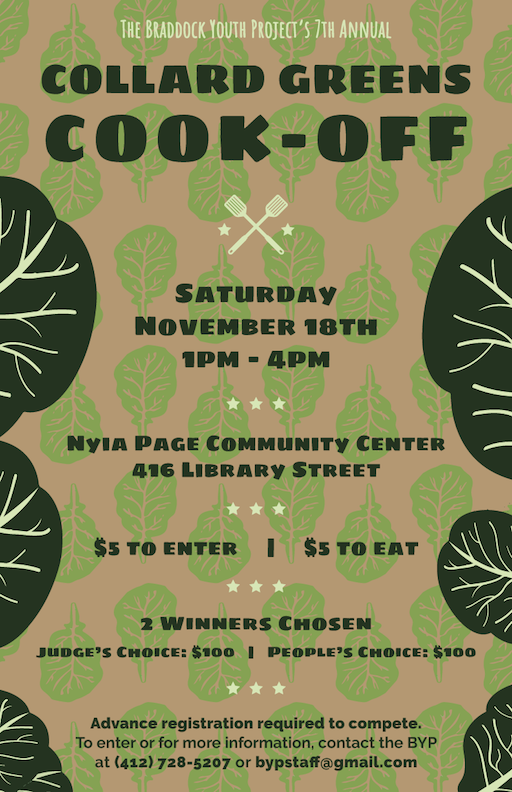 The Braddock Youth Project's 7th Annual
Collard Greens
Cook-Off
Saturday
November 18th
1PM - 4PM
Nyia Page Community Center
416 Library Street
$5 to enter | $5 to eat
2 Winners Chosen
Judge's Choice: $100 | People's Choice: $100
Advance registration required to compete.
To enter or for more information, contact the BYP
at (412) 728-5207 or bypstaff@gmail.com